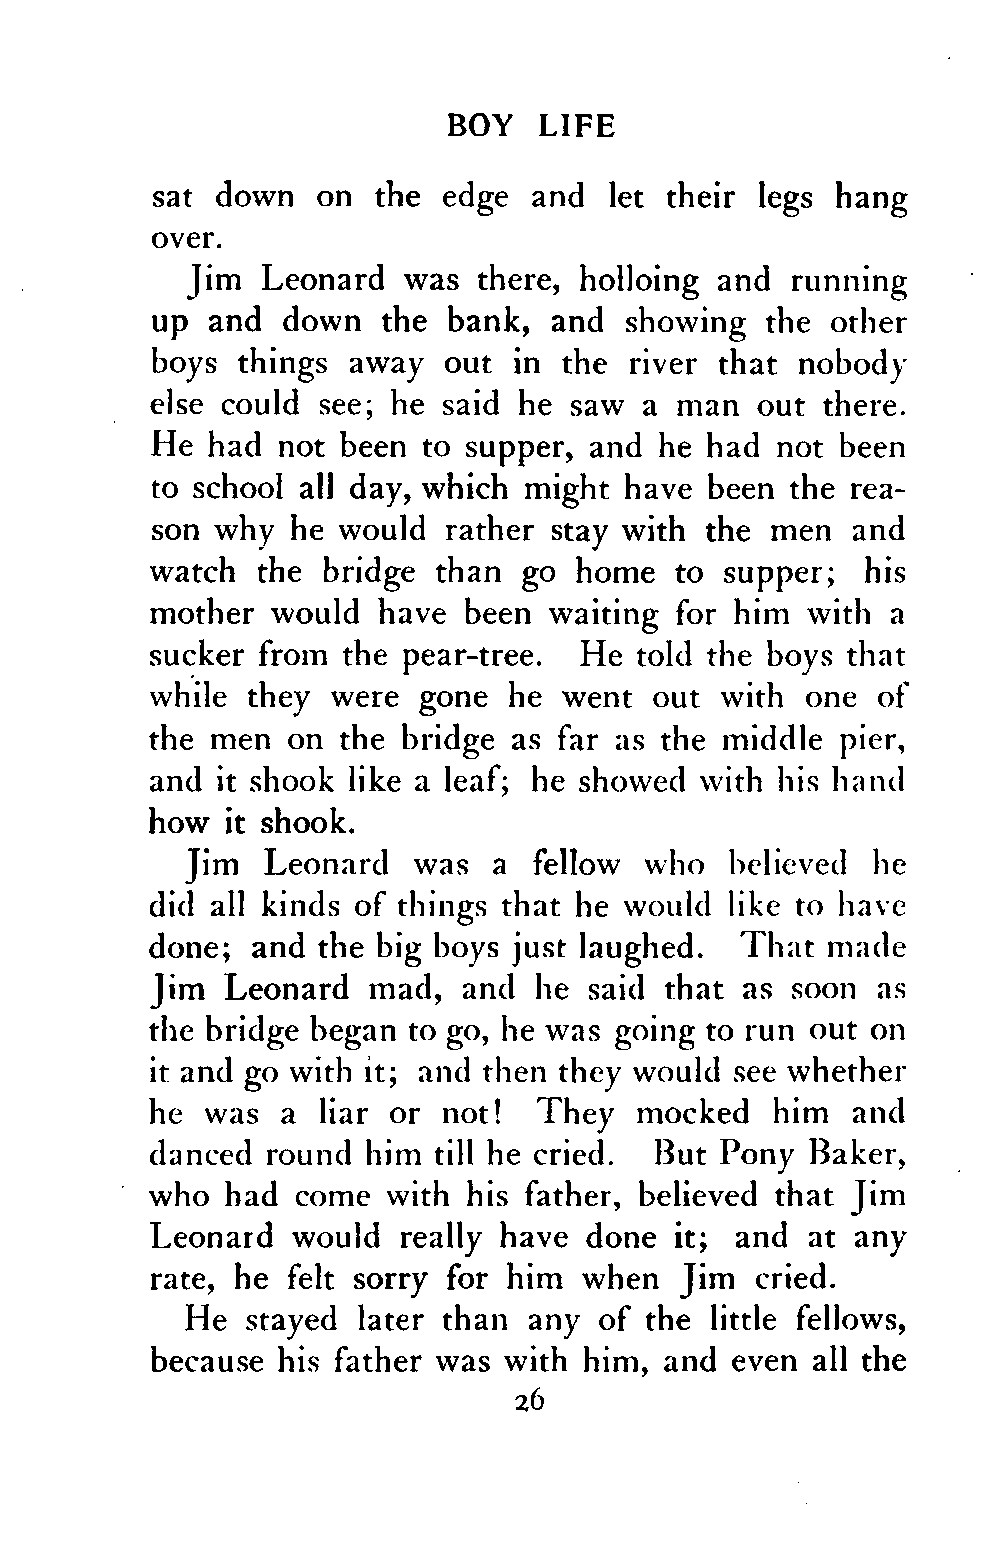 BOY LIFE
sat down on the edge and let their legs hang
over.
Jim Leonard was there, holloing and running
up and down the bank, and showing the other
boys things away out in the river that nobody
else could see; he said he saw a man out there.
He had not been to supper, and he had not been
to school all day, which might have been the rea-
son why he would rather stay with the men and
watch the bridge than go home to supper; his
mother would have been waiting for him with a
sucker from the pear-tree. He told the boys that
while they were gone he went out with one of
the men on the bridge as far as the middle pier,
and it shook like a leaf; he showed with his hand
how it shook.
Jim Leonard was a fellow who believed he
did all kinds of things that he would like to have
done; and the big boys just laughed. That made
Jim Leonard mad, and he said that as soon as
the bridge began to go, he was going to run out on
it and go with it; and then they would see whether
he was a liar or not! They mocked him and
danced round him till he cried. But Pony Baker,
who had come with his father, believed that Jim
Leonard would really have done it; and at any
rate, he felt sorry for him when Jim cried.
He stayed later than any of the little fellows,
because his father was with him, and even all the
26